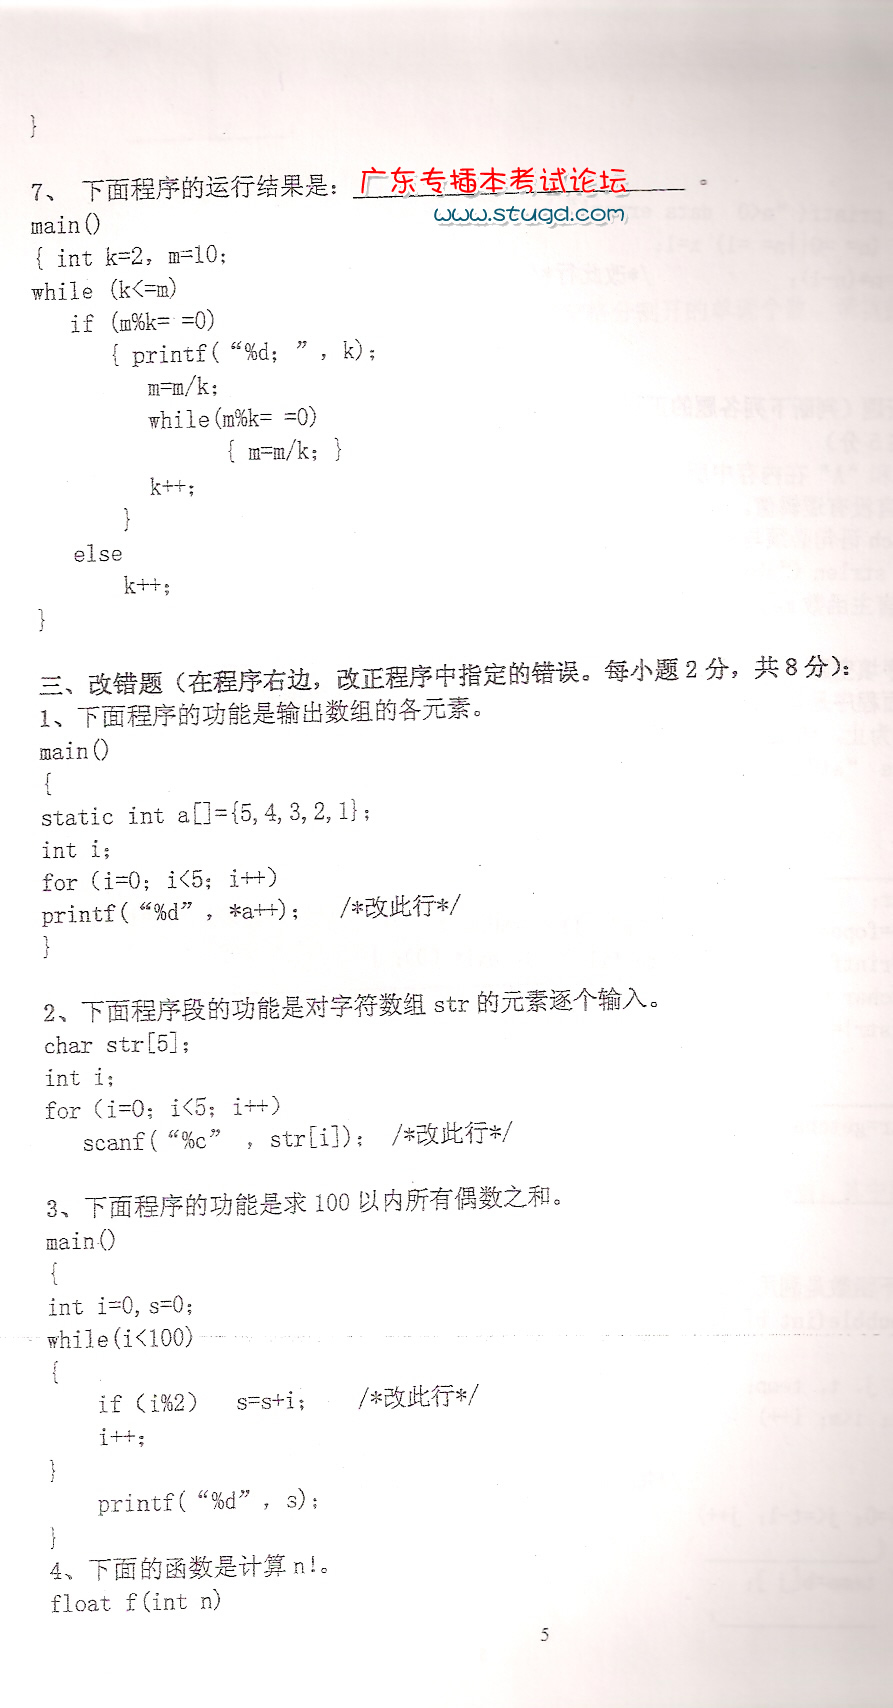 }
7、 下面程序的运行结果是：广东专插本考试论坛 。
www.stugd.com
main()
{ int k=2, m=10;
while (k<=m)
if (m%k= =0)
{ printf( “%d; ” , k);
m=m/k;
while(m%k= =0)
{ m=m/k; }
k++;
}
else
k++;
}
三、改错题（在程序右边，改正程序中指定的错误。每小题2分，共8分）：
1、下面程序的功能是输出数组的各元素。
main()
{
static int a[]={5,4,3,2,1};
int i;
for (i=0; i<5; i++)
printf( “%d” , *a++); /*改此行*/
}
2、下面程序段的功能是对字符数组 str 的元素逐个输入。
char str[5];
int i;
for (i=0; i<5; i++)
scanf( “%c” , str[i]); /*改此行*/
3、下面程序的功能是求 100 以内所有偶数之和。
main()
{
int i=0,s=0;
while(i<100)
{
if (i%2) s=s+i; /*改此行*/
i++;
}
printf( “%d” , s);
}
4、下面的函数是计算 n!。
float f(int n)
5